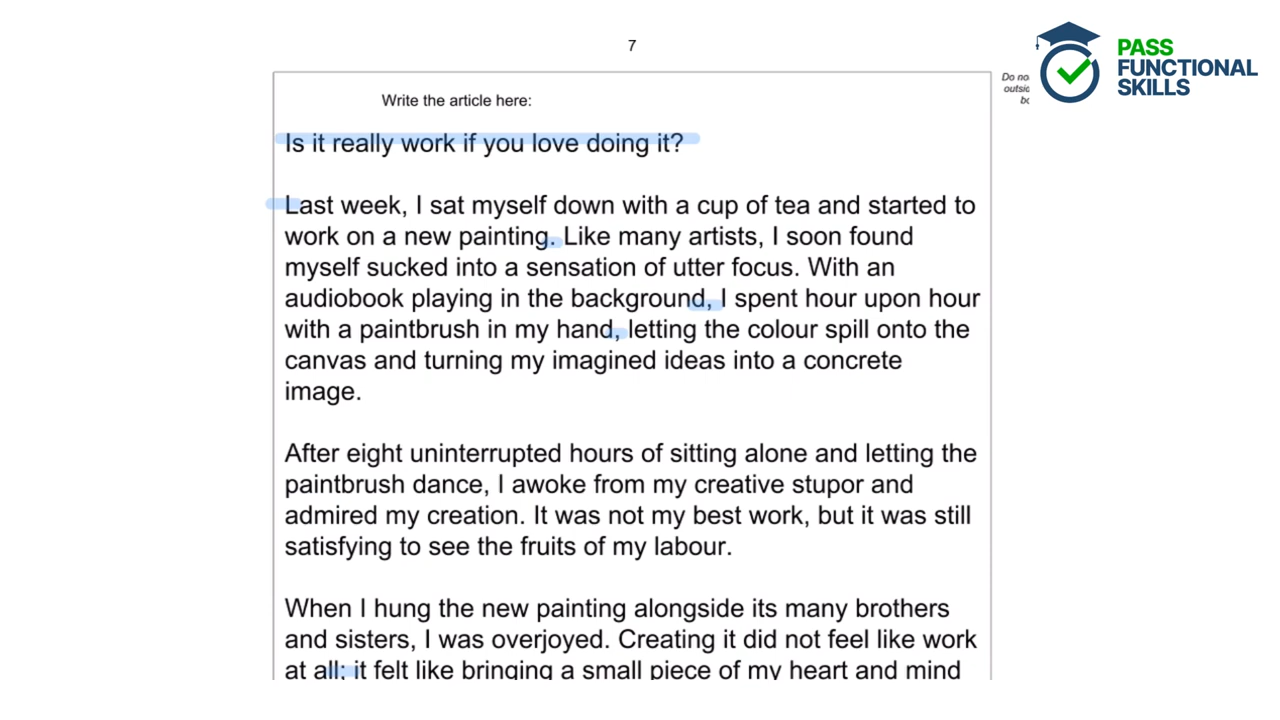 7
PASS
FUNCTIONAL
SKILLS
Do no
outsid
bo
Write the article here:
Is it really work if you love doing it?
Last week, I sat myself down with a cup of tea and started to
work on a new painting. Like many artists, I soon found
myself sucked into a sensation of utter focus. With an
audiobook playing in the background, I spent hour upon hour
with a paintbrush in my hand, letting the colour spill onto the
canvas and turning my imagined ideas into a concrete
image.
After eight uninterrupted hours of sitting alone and letting the
paintbrush dance, I awoke from my creative stupor and
admired my creation. It was not my best work, but it was still
satisfying to see the fruits of my labour.
When I hung the new painting alongside its many brothers
and sisters, I was overjoyed. Creating it did not feel like work
at all; it felt like bringing a small piece of my heart and mind